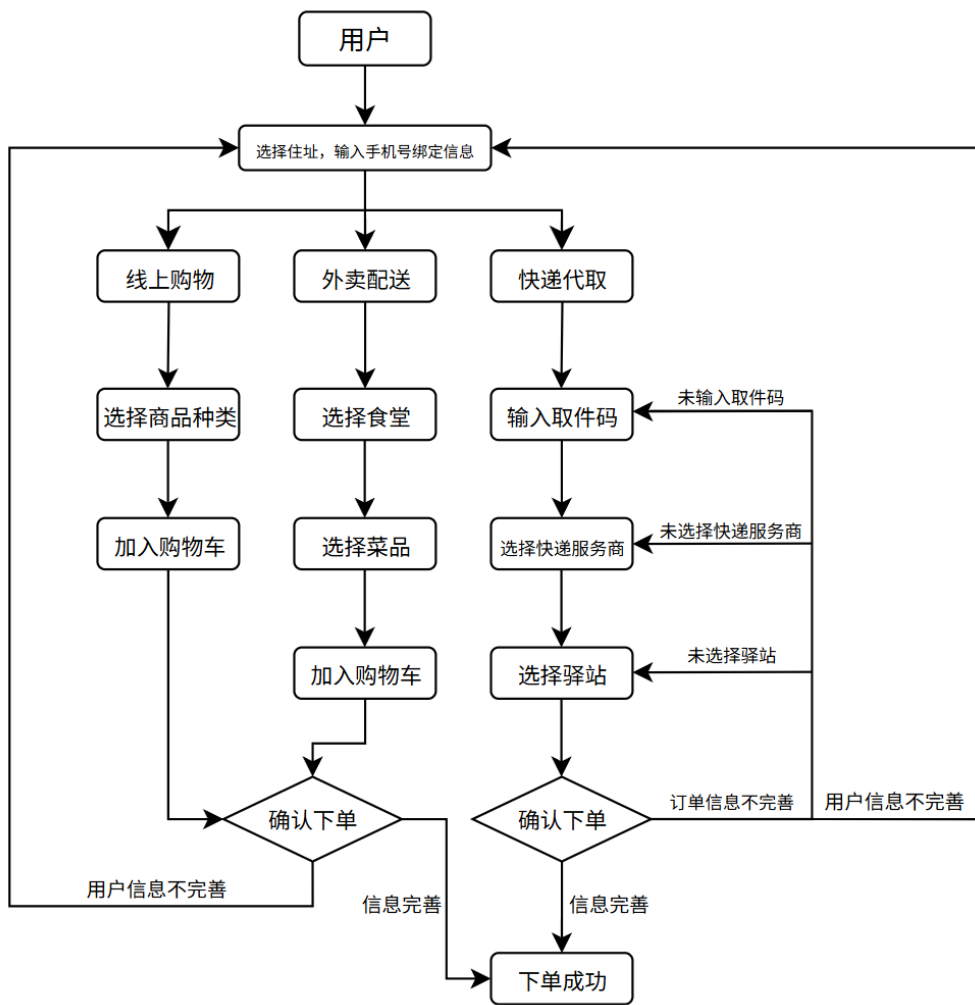 用户
选择住址，输入手机号绑定信息
线上购物
外卖配送
快递代取
选择商品种类
选择食堂
输入取件码
未输入取件码
加入购物车
选择菜品
选择快递服务商
未选择快递服务商
加入购物车
选择驿站
未选择驿站
确认下单
确认下单
订单信息不完善
用户信息不完善
用户信息不完善
信息完善
信息完善
下单成功